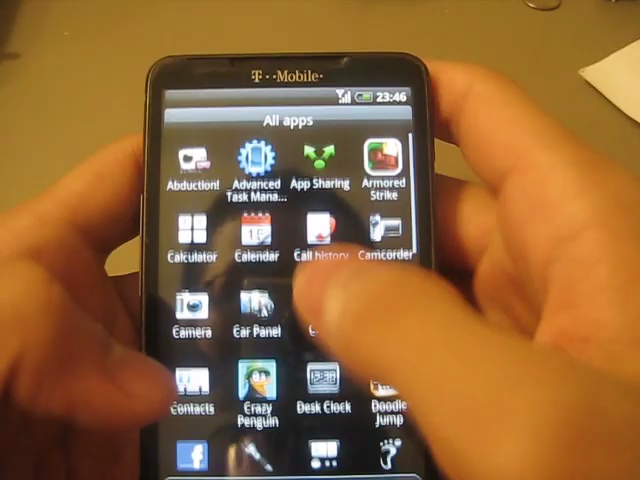 T··Mobile·
23:46
All apps
Abduction!
Advanced
Task Mana...
App Sharing
Armored
Strike
Calculator
Calendar
Call history
Camcorder
Camera
Car Panel
Contacts
Crazy
Penguin
Desk Clock
Doodle
Jump